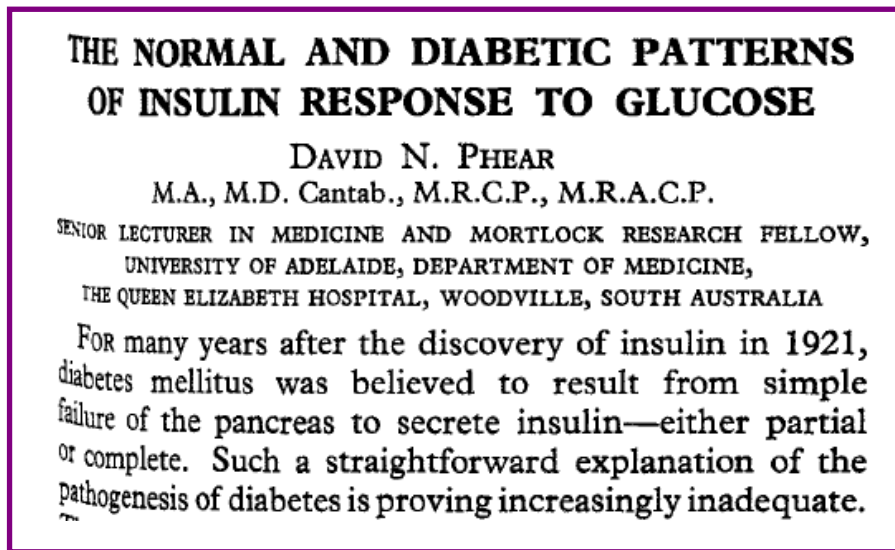 THE NORMAL AND DIABETIC PATTERNS
OF INSULIN RESPONSE TO GLUCOSE
DAVID N. PHEAR
M.A., M.D. Cantab., M.R.C.P., M.R.A.C.P.
SENIOR LECTURER IN MEDICINE AND MORTLOCK RESEARCH FELLOW,
UNIVERSITY OF ADELAIDE, DEPARTMENT OF MEDICINE,
THE QUEEN ELIZABETH HOSPITAL, WOODVILLE, SOUTH AUSTRALIA
FOR many years after the discovery of insulin in 1921,
diabetes mellitus was believed to result from simple
failure of the pancreas to secrete insulin—either partial
or complete. Such a straightforward explanation of the
pathogenesis of diabetes is proving increasingly inadequate.